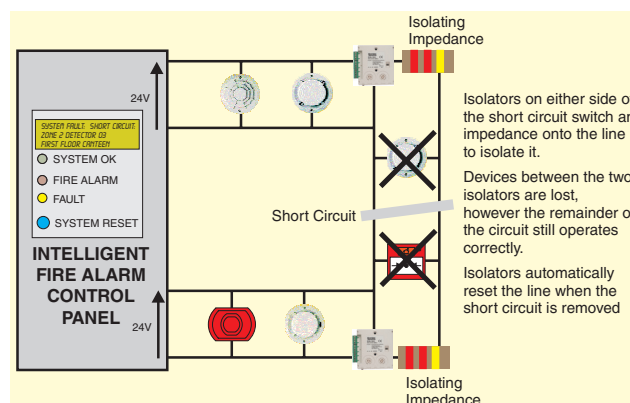 Isolating
Impedance
24V
SYSTEM FAULT: SHORT CIRCUIT:
ZONE 2 DETECTOR 03
FIRST FLOOR CANTEEN
SYSTEM OK
FIRE ALARM
FAULT
SYSTEM RESET
INTELLIGENT
FIRE ALARM
CONTROL
PANEL
24V
Short Circuit
Isolators on either side o
the short circuit switch an
impedance onto the line
to isolate it.
Devices between the two
isolators are lost,
however the remainder o
the circuit still operates
correctly.
Isolators automatically
reset the line when the
short circuit is removed
Isolating
Impedance